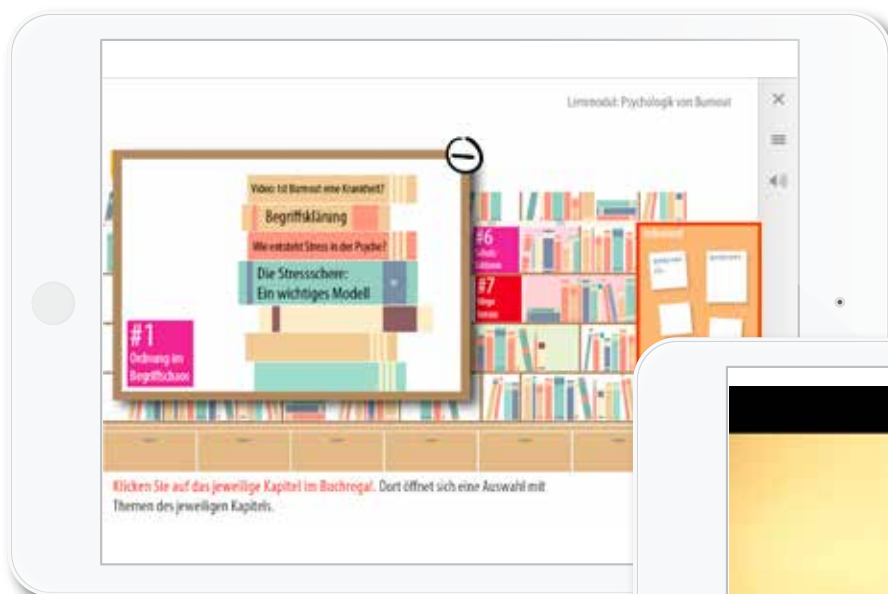 Lernmodul: Psychologik von Burnout
Video: Ist Burnout eine Krankheit?
Begriffsklärung
Wie entsteht Stress in der Psyche?
Die Stressschere:
Ein wichtiges Modell
#1
Ordnung im
Begriffschaos
#6
#7
Klicken Sie auf das jeweilige Kapitel im Buchregal. Dort öffnet sich eine Auswahl mit
Themen des jeweiligen Kapitels.